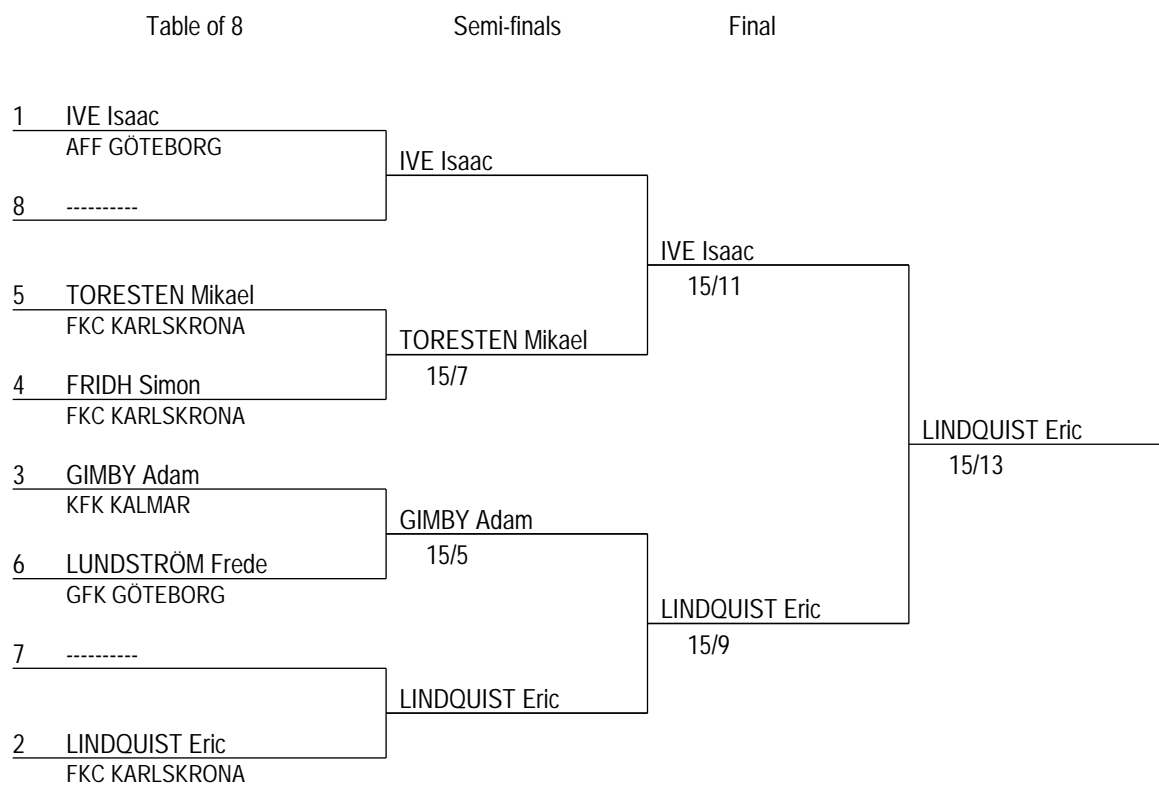 Table of 8 Semi-finals Final
1 IVE Isaac
AFF GÖTEBORG
IVE Isaac
8 ----------
IVE Isaac
15/11
5 TORESTEN Mikael
FKC KARLSKRONA
TORESTEN Mikael
15/7
4 FRIDH Simon
FKC KARLSKRONA
LINDQUIST Eric
15/13
3 GIMBY Adam
KFK KALMAR
GIMBY Adam
15/5
6 LUNDSTRÖM Frede
GFK GÖTEBORG
LINDQUIST Eric
15/9
7 ----------
LINDQUIST Eric
2 LINDQUIST Eric
FKC KARLSKRONA